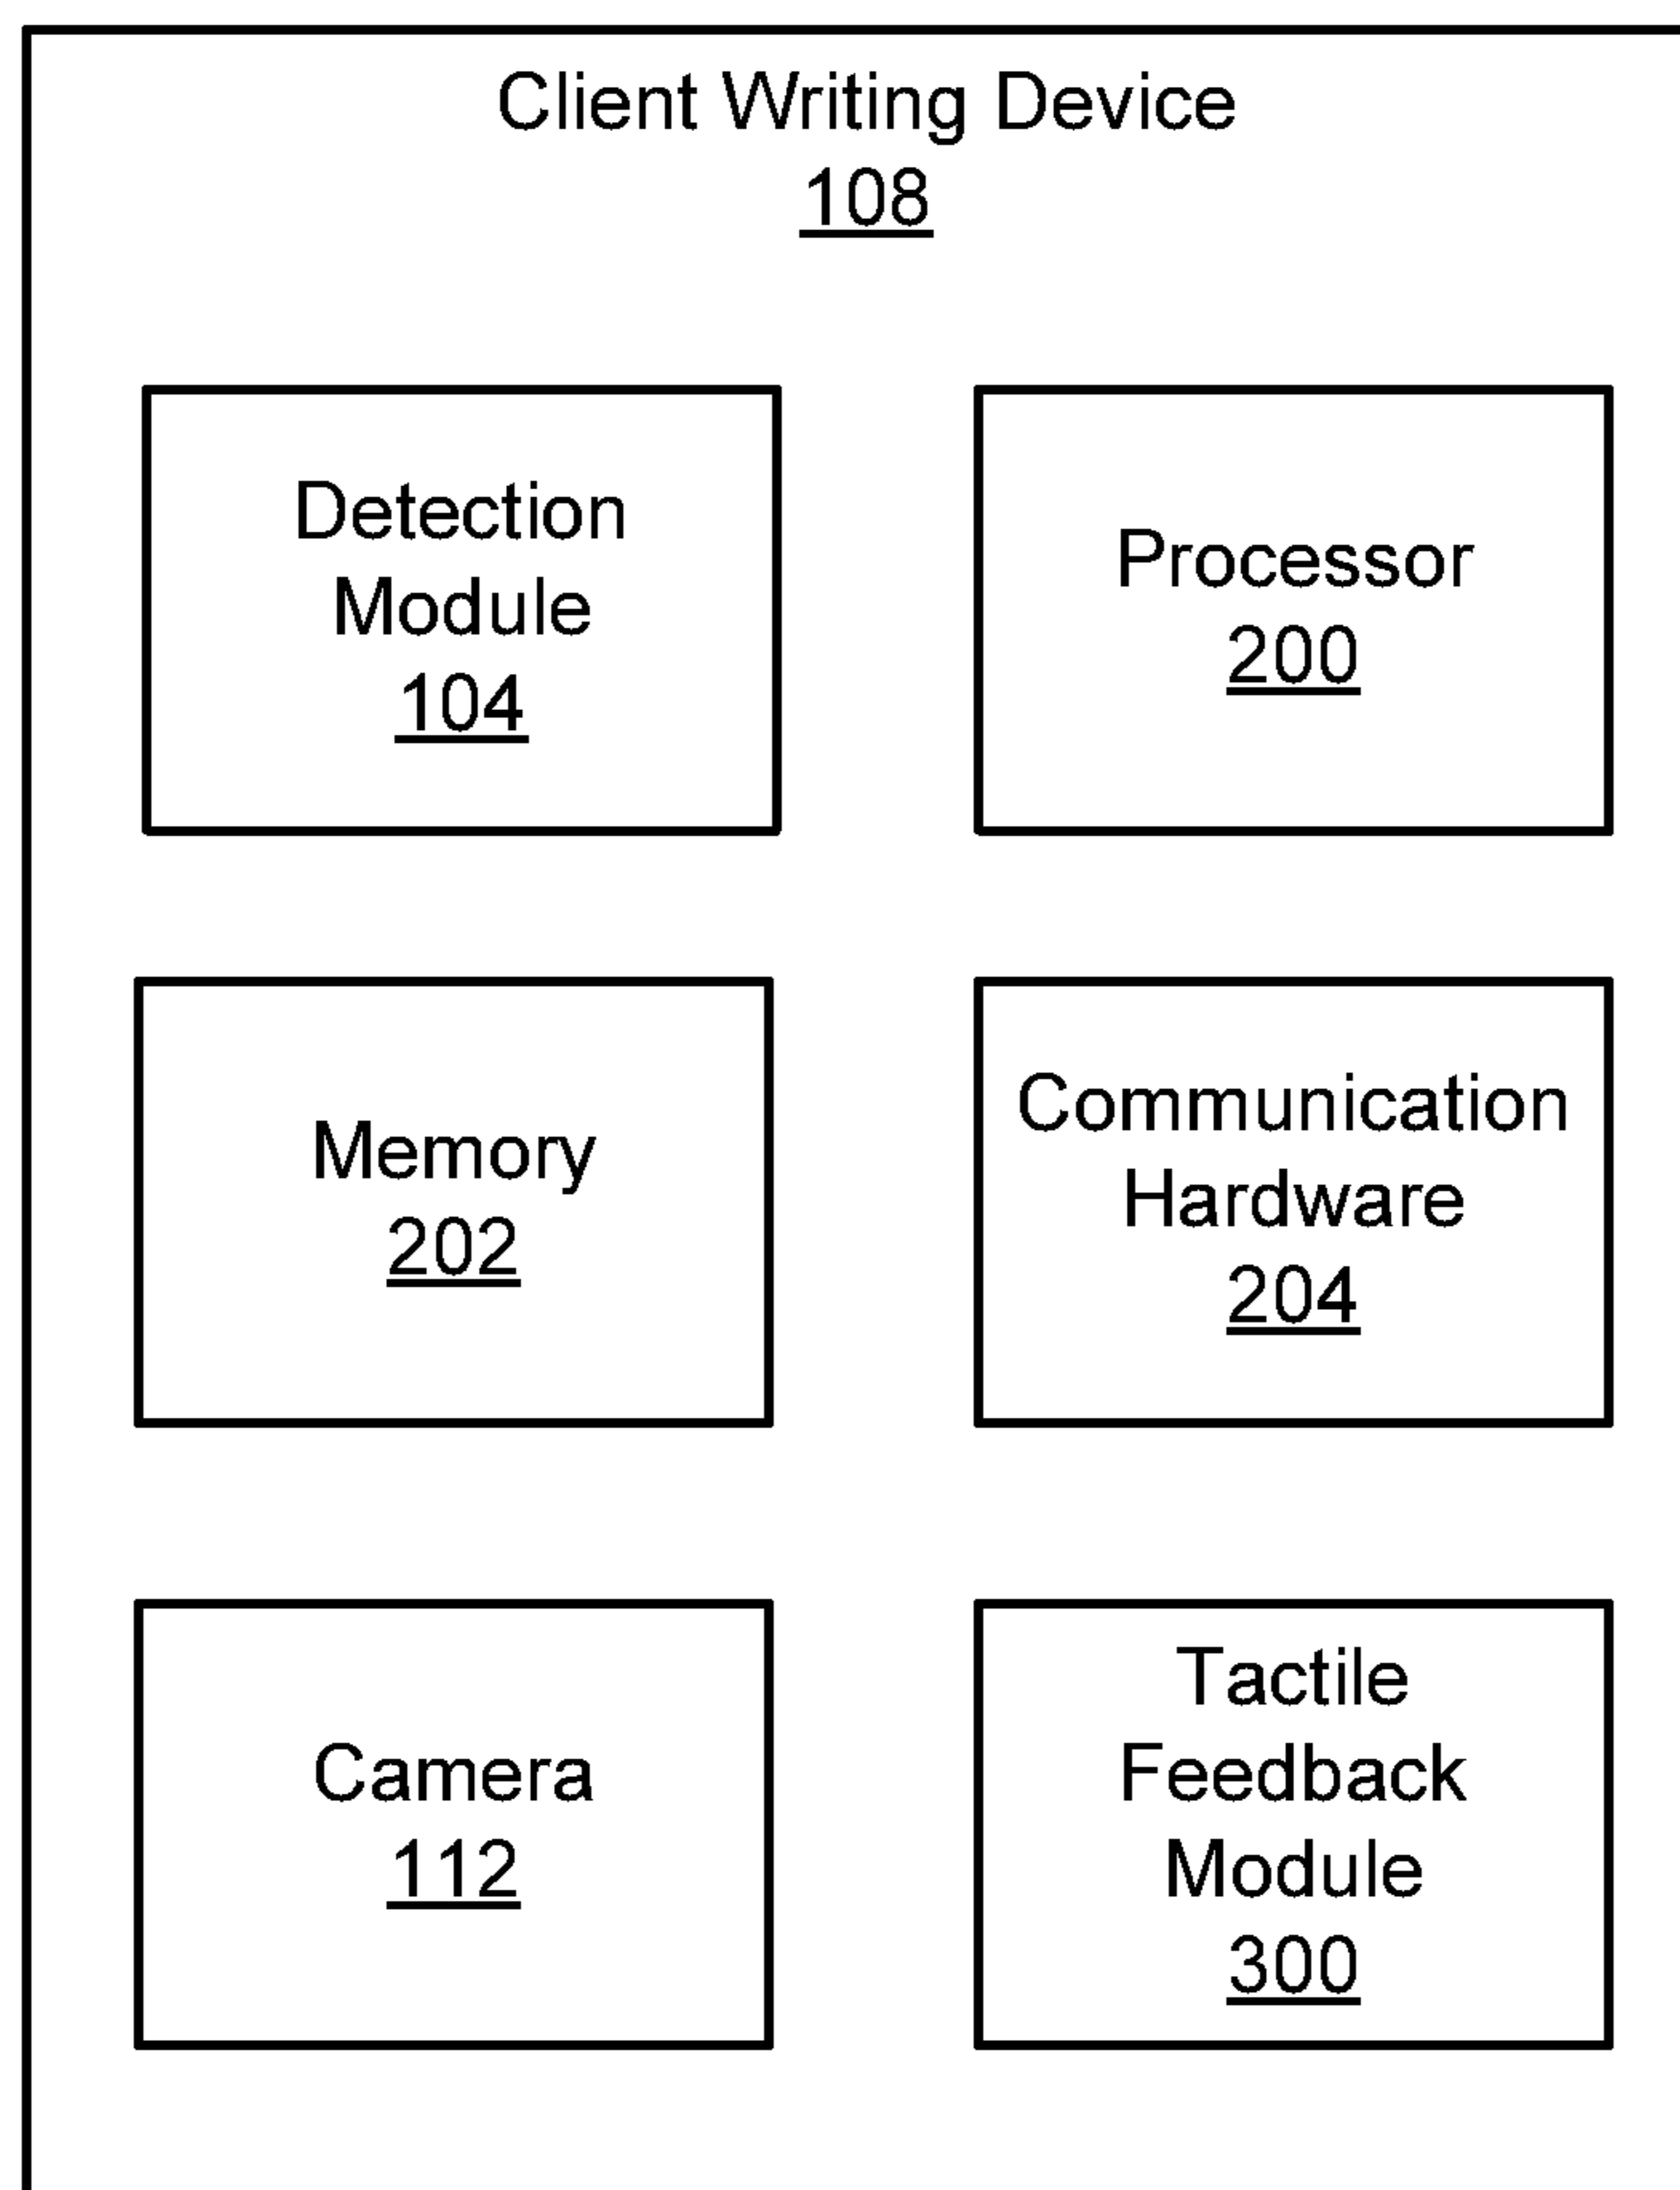 Client Writing Device
108
Detection
Module
104
Processor
200
Memory
202
Communication
Hardware
204
Camera
112
Tactile
Feedback
Module
300